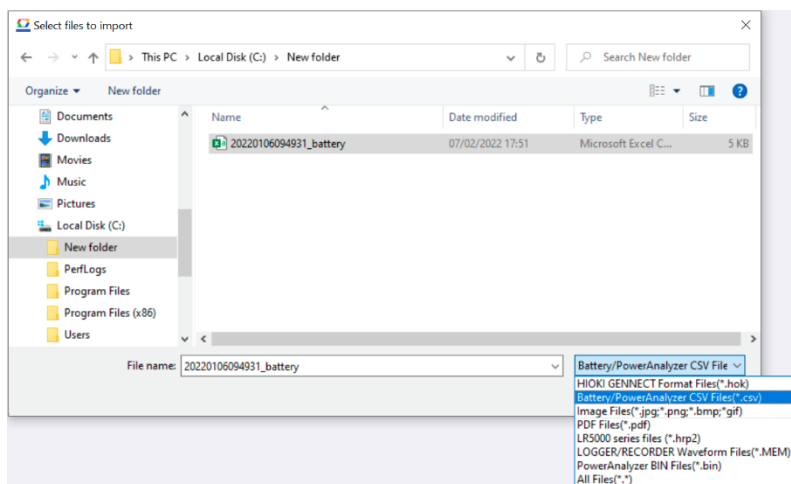 Select files to import
This PC > Local Disk (C:) > New folder
Search New folder
Organize
New folder
Name
Date modified
Type
Size
Documents
Downloads
Movies
Music
Pictures
Local Disk (C:)
New folder
PerfLogs
Program Files
Program Files (x86)
Users
20220106094931_battery
07/02/2022 17:51
Microsoft Excel C...
5 KB
File name:
20220106094931_battery
Battery/PowerAnalyzer CSV File
HIOKI GENNECT Format Files(*.hok)
Battery/PowerAnalyzer CSV Files(*.csv)
Image Files(*.jpg;*.png;*.bmp;*gif)
PDF Files(*.pdf)
LR5000 series files (*.hrp2)
LOGGER/RECORDER Waveform Files(*.MEM)
PowerAnalyzer BIN Files(*.bin)
All Files(*.*)